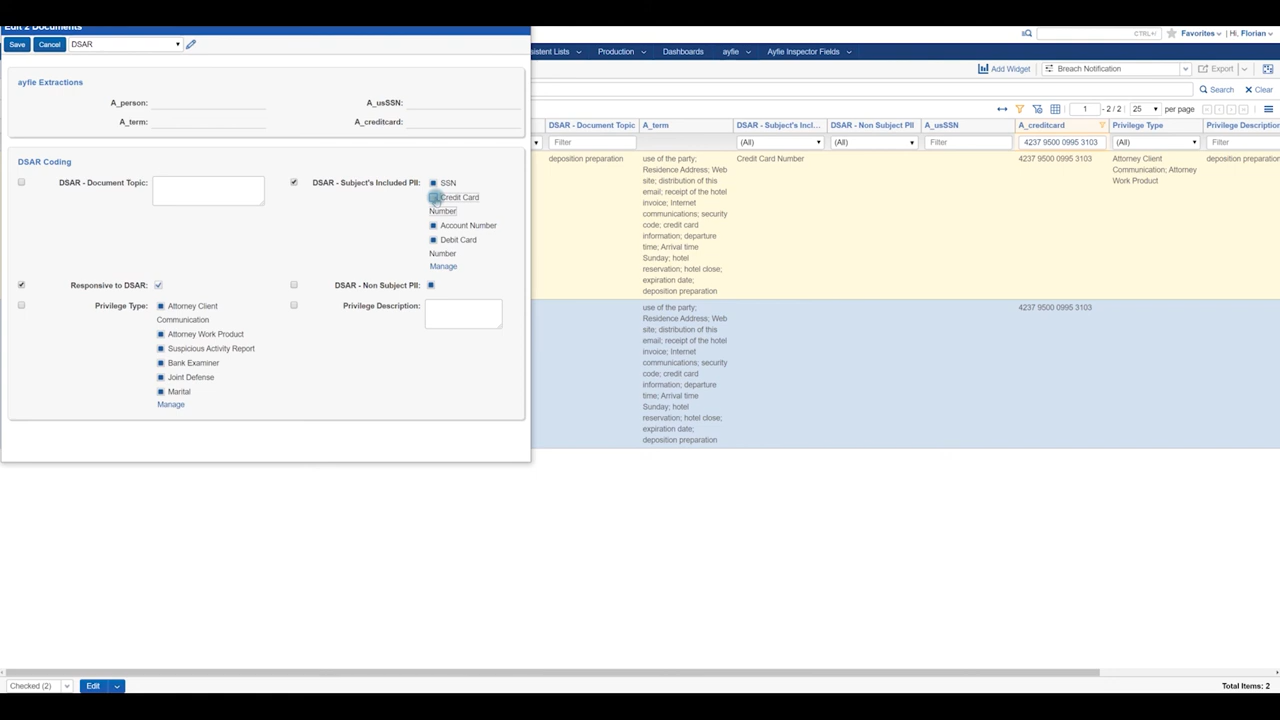 Edit 2 Documents
CTRL+/
Favorites
Hi, Florian
Save
Cancel
DSAR
sistent Lists
Production
Dashboards
ayfie
Ayfie Inspector Fields
Add Widget
Breach Notification
Export
ayfie Extractions
Search
Clear
A_person:
A_usSSN:
1 - 2 / 2
25
per page
A_term:
A_creditcard:
DSAR - Document Topic
A_term
DSAR - Subject's Incl...
DSAR - Non Subject PII
A_usSSN
A_creditcard
Privilege Type
Privilege Description
Filter
(All)
(All)
Filter
4237 9500 0995 3103
(All)
Filter
DSAR Coding
DSAR - Document Topic:
DSAR - Subject's Included PII:
SSN
Credit Card
Number
Account Number
Debit Card
Number
Manage
Responsive to DSAR:
DSAR - Non Subject PII:
Privilege Type:
Attorney Client
Communication
Attorney Work Product
Suspicious Activity Report
Bank Examiner
Joint Defense
Marital
Manage
Privilege Description:
deposition preparation
use of the party;
Residence Address; Web
site; distribution of this
email; receipt of the hotel
invoice; Internet
communications; security
code; credit card
information; departure
time; Arrival time
Sunday; hotel
reservation; hotel close;
expiration date;
deposition preparation
Credit Card Number
4237 9500 0995 3103
Attorney Client
Communication; Attorney
Work Product
deposition preparation
use of the party;
Residence Address; Web
site; distribution of this
email; receipt of the hotel
invoice; Internet
communications; security
code; credit card
information; departure
time; Arrival time
Sunday; hotel
reservation; hotel close;
expiration date;
deposition preparation
4237 9500 0995 3103
Checked (2)
Edit
Total Items: 2